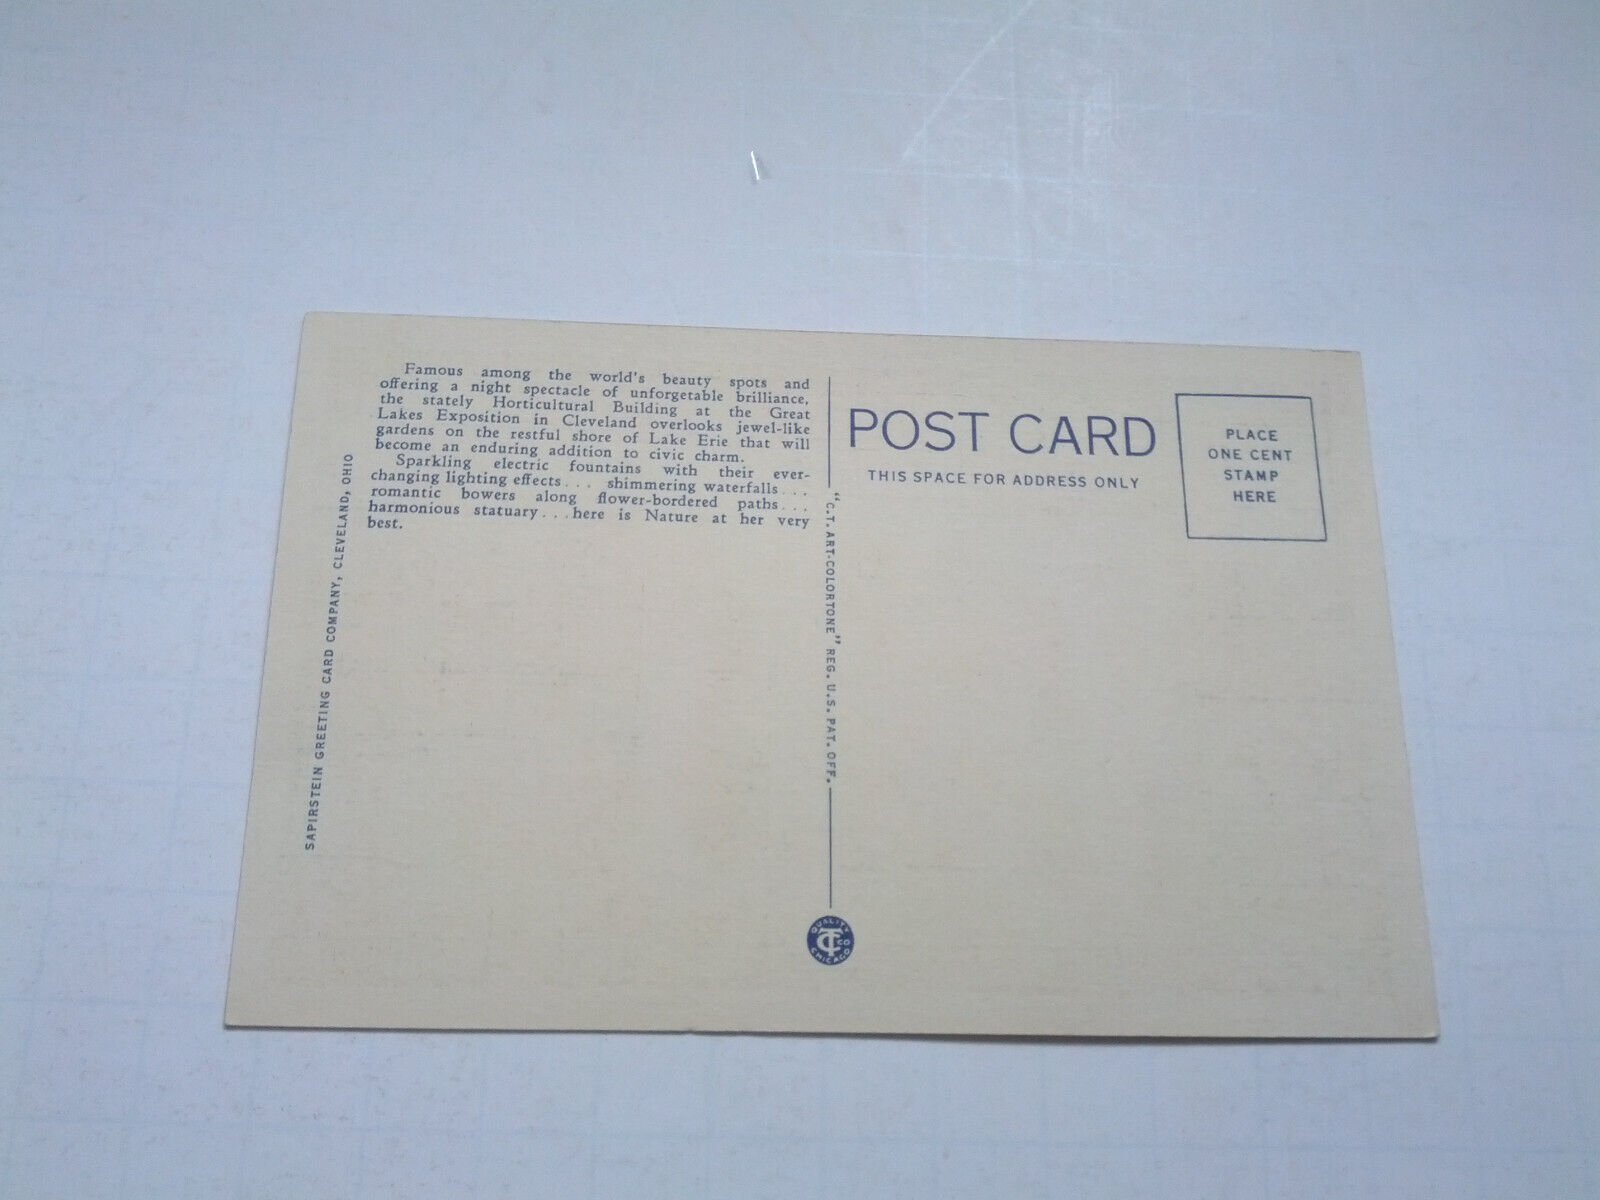 Famous among the world's beauty spots and
offering a night spectacle of unforgetable brilliance,
the stately Horticultural Building at the Great
Lakes Exposition in Cleveland overlooks jewel-like
gardens on the restful shore of Lake Erie that will
become an enduring addition to civic charm.
Sparkling electric fountains with their ever-
changing lighting effects... shimmering waterfalls...
romantic bowers along flower-bordered paths...
harmonious statuary...here is Nature at her very
best.
SAPIRSTEIN GREETING CARD COMPANY, CLEVELAND, OHIO
"C.T. ART-COLORTONE" REG. U.S. PAT. OFF.
QUALITY
CT CO
CHICAGO
POST CARD
THIS SPACE FOR ADDRESS ONLY
PLACE
ONE CENT
STAMP
HERE